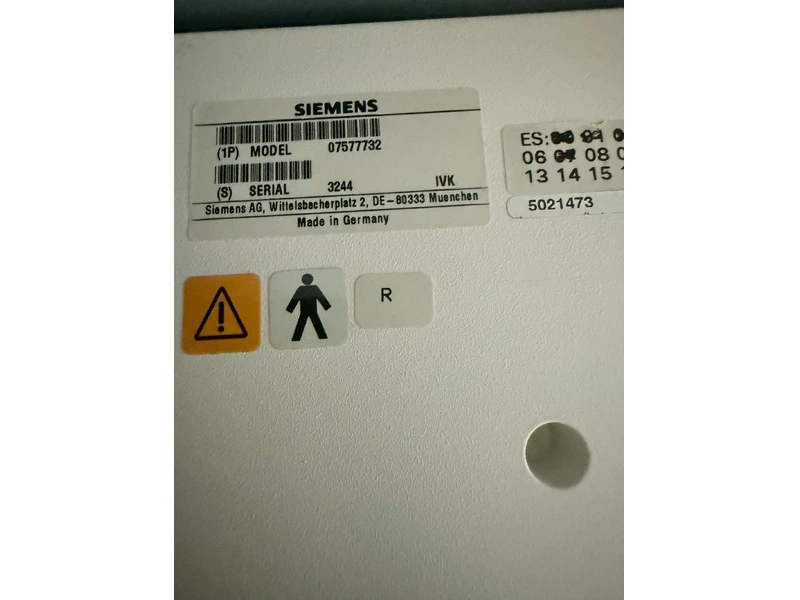 SIEMENS
(1P) MODEL 07577732
(S) SERIAL 3244 IVK
Siemens AG, Wittelsbacherplatz 2, DE-80333 Muenchen
Made in Germany
ES: 01
06 08
13 14 15
5021473
R